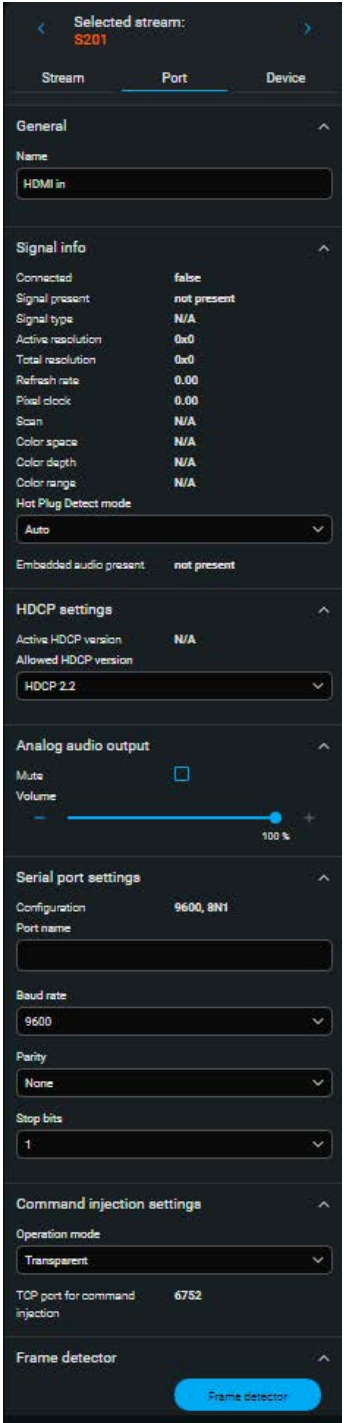 Selected stream:
S201
Stream Port Device
General
Name
HDMI in
Signal info
Connected false
Signal present not present
Signal type N/A
Active resolution 0x0
Total resolution 0x0
Refresh rate 0.00
Pixel clock 0.00
Scan N/A
Color space N/A
Color depth N/A
Color range N/A
Hot Plug Detect mode
Auto
Embedded audio present not present
HDCP settings
Active HDCP version N/A
Allowed HDCP version
HDCP 2.2
Analog audio output
Mute
Volume
100 %
Serial port settings
Configuration 9600, 8N1
Port name
Baud rate
9600
Parity
None
Stop bits
1
Command injection settings
Operation mode
Transparent
TCP port for command 6752
injection
Frame detector
Frame detector